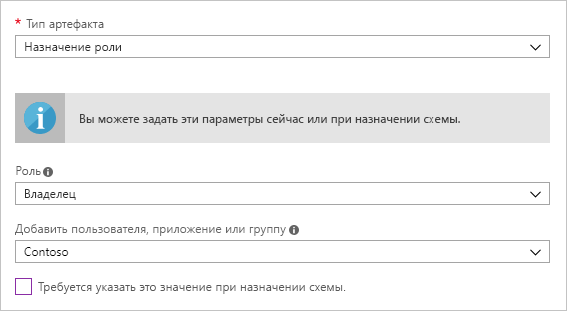 * Тип артефакта
Назначение роли
Вы можете задать эти параметры сейчас или при назначении схемы.
Роль
Владелец
Добавить пользователя, приложение или группу
Contoso
Требуется указать это значение при назначении схемы.